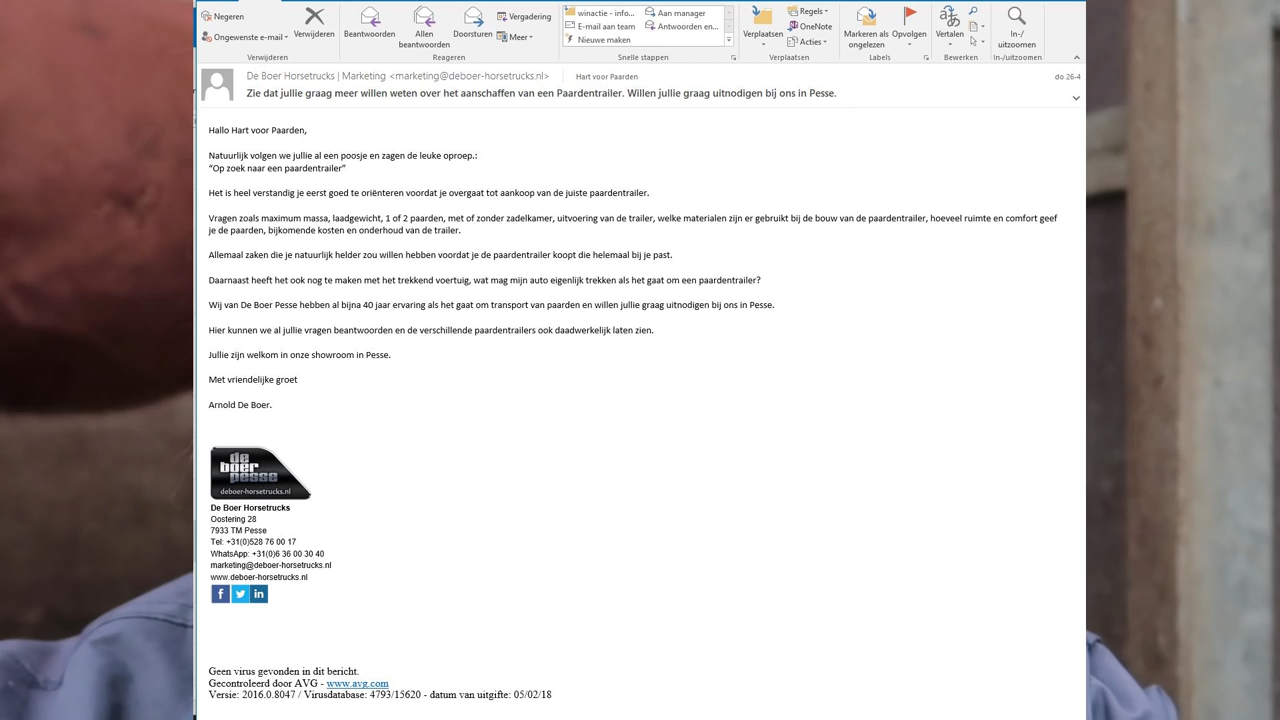 Negeren
Ongewenste e-mail
Verwijderen
Verwijderen
Beantwoorden
Allen beantwoorden
Doorsturen
Vergadering
Meer
Reageren
winactie - info...
E-mail aan team
Nieuwe maken
Aan manager
Antwoorden en...
Snelle stappen
Verplaatsen
Regels
OneNote
Acties
Verplaatsen
Markeren als ongelezen
Opvolgen
Labels
Vertalen
Bewerken
In-/ uitzoomen
In-/uitzoomen
De Boer Horsetrucks | Marketing <marketing@deboer-horsetrucks.nl>
Hart voor Paarden
do 26-4
Zie dat jullie graag meer willen weten over het aanschaffen van een Paardentrailer. Willen jullie graag uitnodigen bij ons in Pesse.
Hallo Hart voor Paarden,
Natuurlijk volgen we jullie al een poosje en zagen de leuke oproep.:
“Op zoek naar een paardentrailer”
Het is heel verstandig je eerst goed te oriënteren voordat je overgaat tot aankoop van de juiste paardentrailer.
Vragen zoals maximum massa, laadgewicht, 1 of 2 paarden, met of zonder zadelkamer, uitvoering van de trailer, welke materialen zijn er gebruikt bij de bouw van de paardentrailer, hoeveel ruimte en comfort geef
je de paarden, bijkomende kosten en onderhoud van de trailer.
Allemaal zaken die je natuurlijk helder zou willen hebben voordat je de paardentrailer koopt die helemaal bij je past.
Daarnaast heeft het ook nog te maken met het trekkend voertuig, wat mag mijn auto eigenlijk trekken als het gaat om een paardentrailer?
Wij van De Boer Pesse hebben al bijna 40 jaar ervaring als het gaat om transport van paarden en willen jullie graag uitnodigen bij ons in Pesse.
Hier kunnen we al jullie vragen beantwoorden en de verschillende paardentrailers ook daadwerkelijk laten zien.
Jullie zijn welkom in onze showroom in Pesse.
Met vriendelijke groet
Arnold De Boer.
de
boer
pesse
deboer-horsetrucks.nl
De Boer Horsetrucks
Oostering 28
7933 TM Pesse
Tel: +31(0)528 76 00 17
WhatsApp: +31(0)6 36 00 30 40
marketing@deboer-horsetrucks.nl
www.deboer-horsetrucks.nl
Geen virus gevonden in dit bericht.
Gecontroleerd door AVG - www.avg.com
Versie: 2016.0.8047 / Virusdatabase: 4793/15620 - datum van uitgifte: 05/02/18